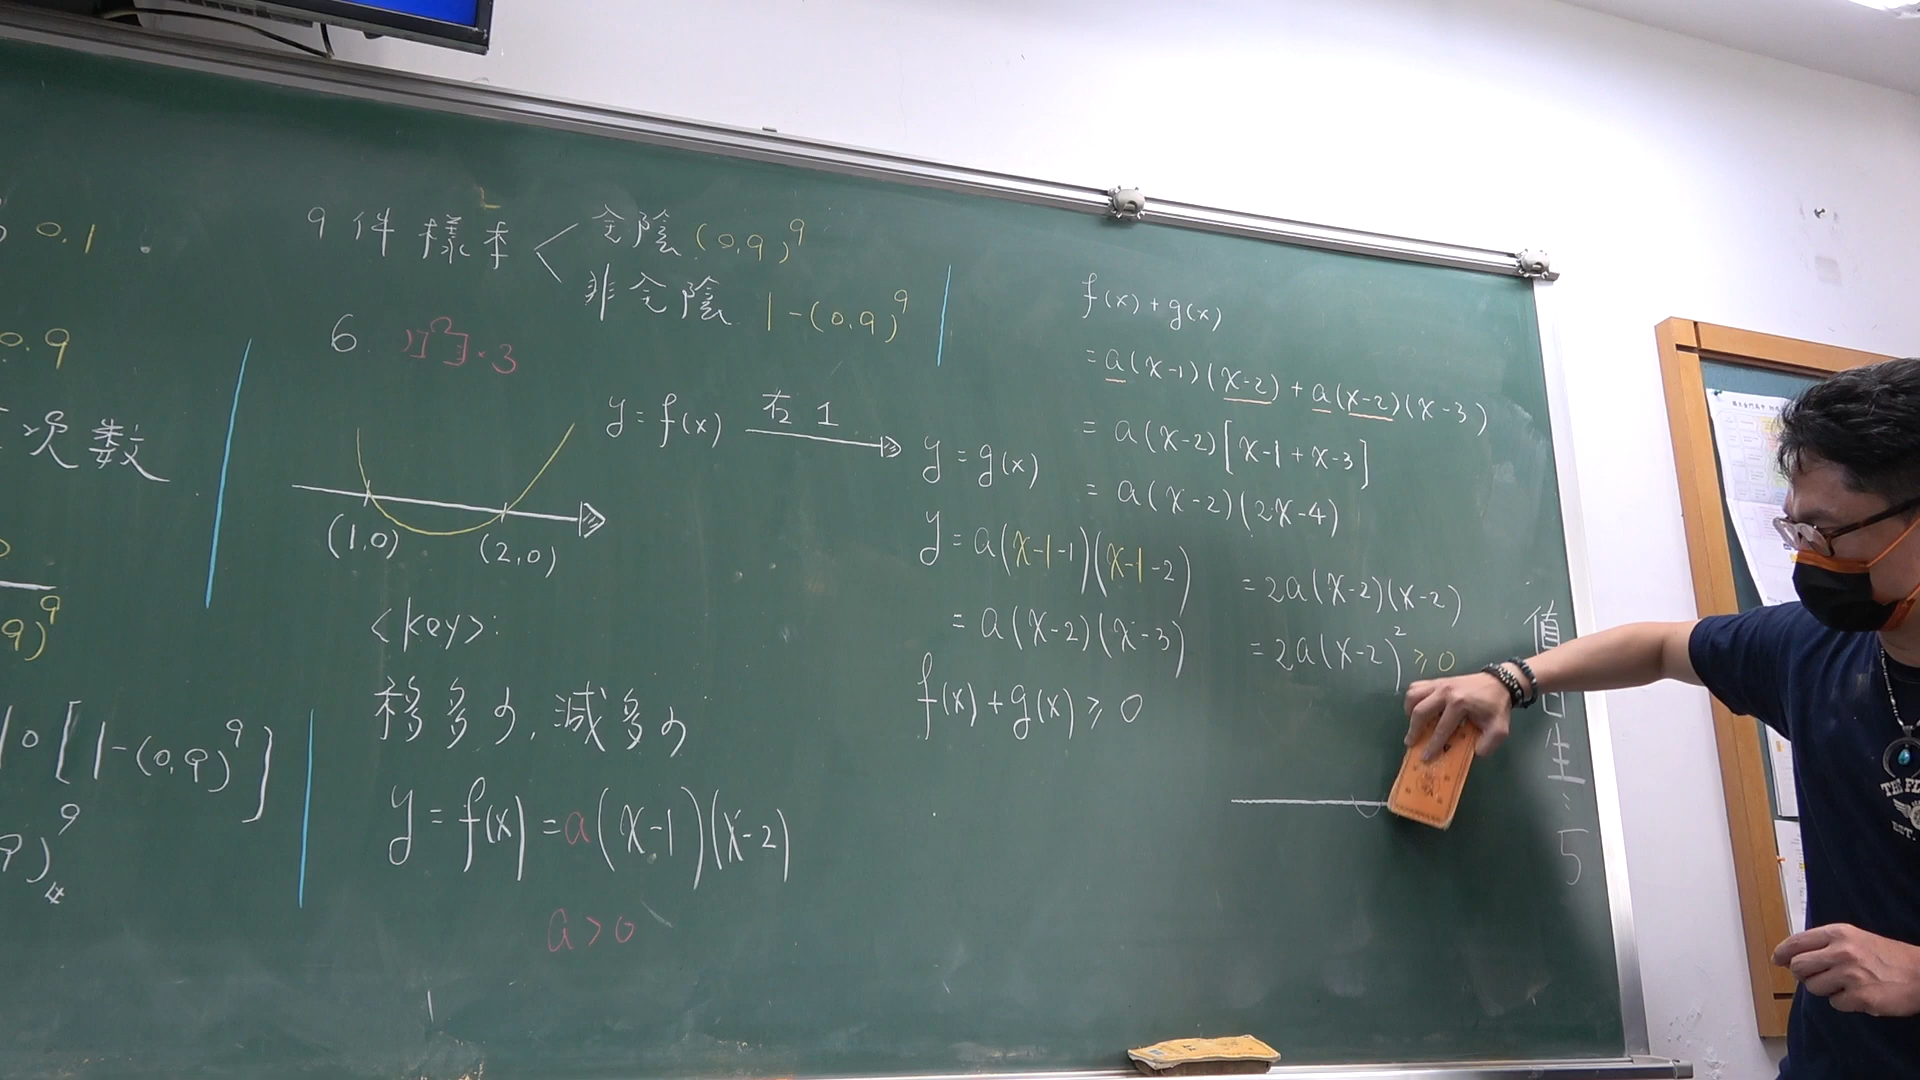 0.1
0.9
次數
9
10[1-(0.9)⁹]
9件樣本
全陰 (0.9)⁹
非全陰 1-(0.9)⁹
6
(1,0) (2,0)
<key>:
移多少,減多少
y=f(x)=a(x-1)(x-2)
a>0
y=f(x) 右1
y=g(x)
y=a(x-1-1)(x-1-2)
=a(x-2)(x-3)
f(x)+g(x)≥0
f(x)+g(x)
=a(x-1)(x-2)+a(x-2)(x-3)
=a(x-2)[x-1+x-3]
=a(x-2)(2x-4)
=2a(x-2)(x-2)
=2a(x-2)²≥0
值日生:5